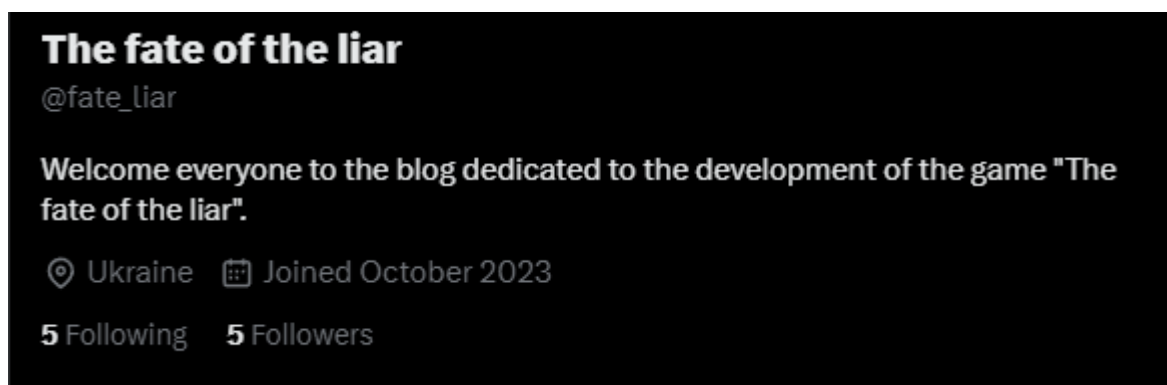 The fate of the liar
@fate_liar
Welcome everyone to the blog dedicated to the development of the game "The
fate of the liar".
Ukraine Joined October 2023
5 Following 5 Followers